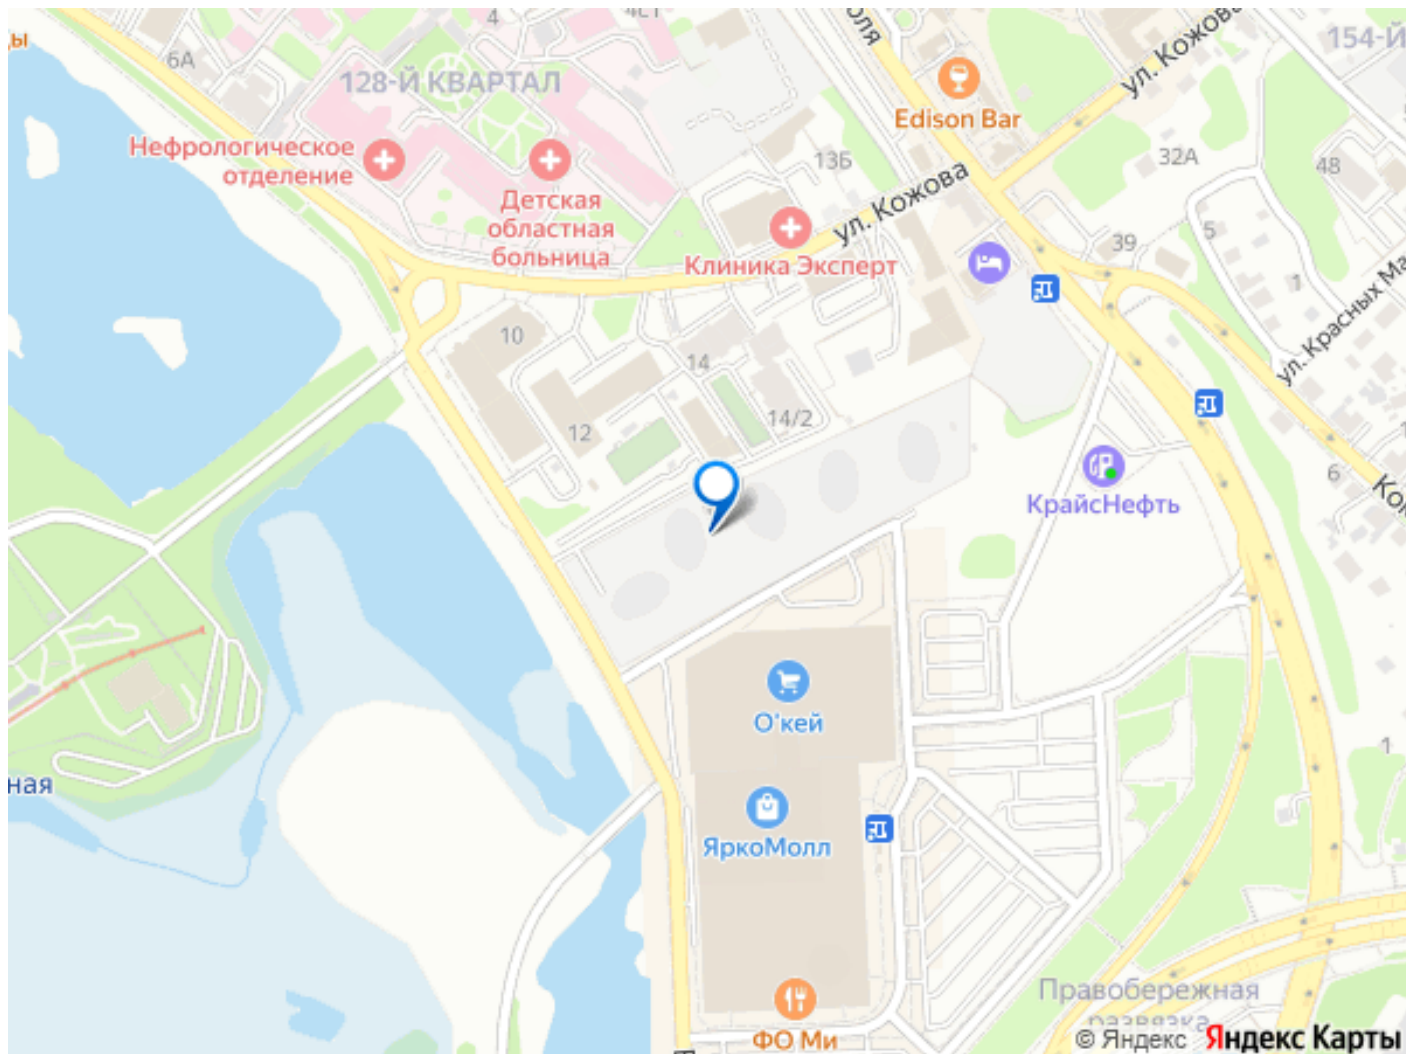 4
6А
128-Й КВАРТАЛ
154-Й
ул. Кожова
Edison Bar
Нефрологическое
отделение
13Б
32А
48
Детская
областная
больница
ул. Кожова
Клиника Эксперт
39
5
1
ул. Красных Ма
10
14
12
14/2
КрайсНефть
6
О'кей
1
ная
ЯркоМолл
Правобережная
развязка
ФО Ми
© Яндекс Яндекс Карты